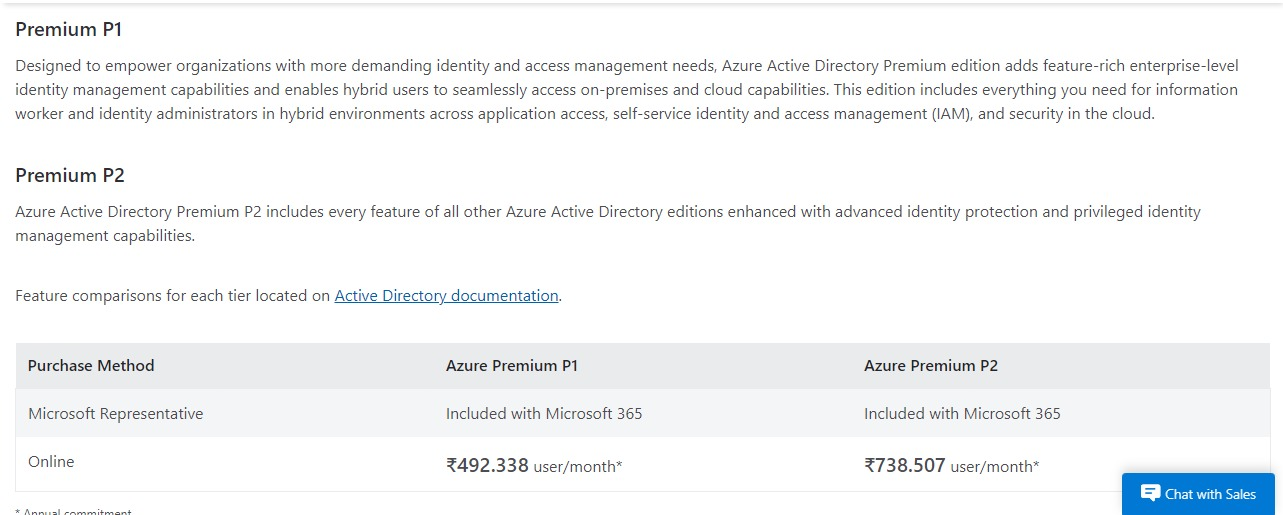 Premium P1
Designed to empower organizations with more demanding identity and access management needs, Azure Active Directory Premium edition adds feature-rich enterprise-level
identity management capabilities and enables hybrid users to seamlessly access on-premises and cloud capabilities. This edition includes everything you need for information
worker and identity administrators in hybrid environments across application access, self-service identity and access management (IAM), and security in the cloud.
Premium P2
Azure Active Directory Premium P2 includes every feature of all other Azure Active Directory editions enhanced with advanced identity protection and privileged identity
management capabilities.
Feature comparisons for each tier located on Active Directory documentation.
Purchase Method Azure Premium P1 Azure Premium P2
Microsoft Representative Included with Microsoft 365 Included with Microsoft 365
Online ₹492.338 user/month* ₹738.507 user/month*
Chat with Sales
* Annual commitment